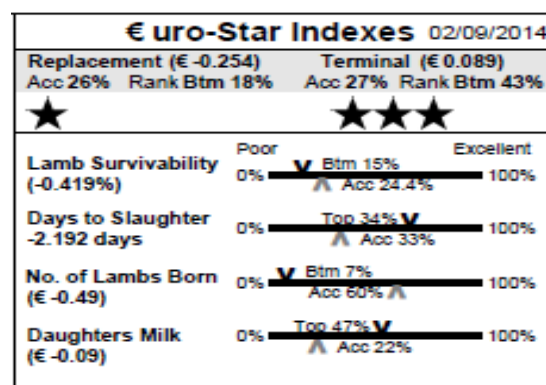 €uro-Star Indexes 02/09/2014
Replacement (€ -0.254) Terminal (€ 0.089)
Acc 26% Rank Btm 18% Acc 27% Rank Btm 43%
Poor Excellent
Lamb Survivability
(-0.419%)
0% Btm 15% 100%
Acc 24.4%
Days to Slaughter
-2.192 days
0% Top 34% 100%
Acc 33%
No. of Lambs Born
(€ -0.49)
0% Btm 7% 100%
Acc 60%
Daughters Milk
(€ -0.09)
0% Top 47% 100%
Acc 22%